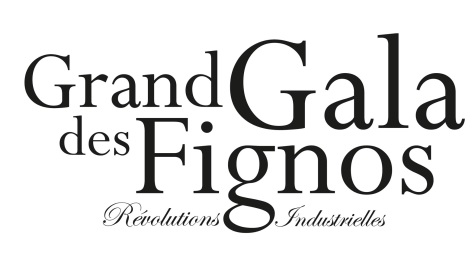 Grand Gala
des Fignos
Révolutions Industrielles